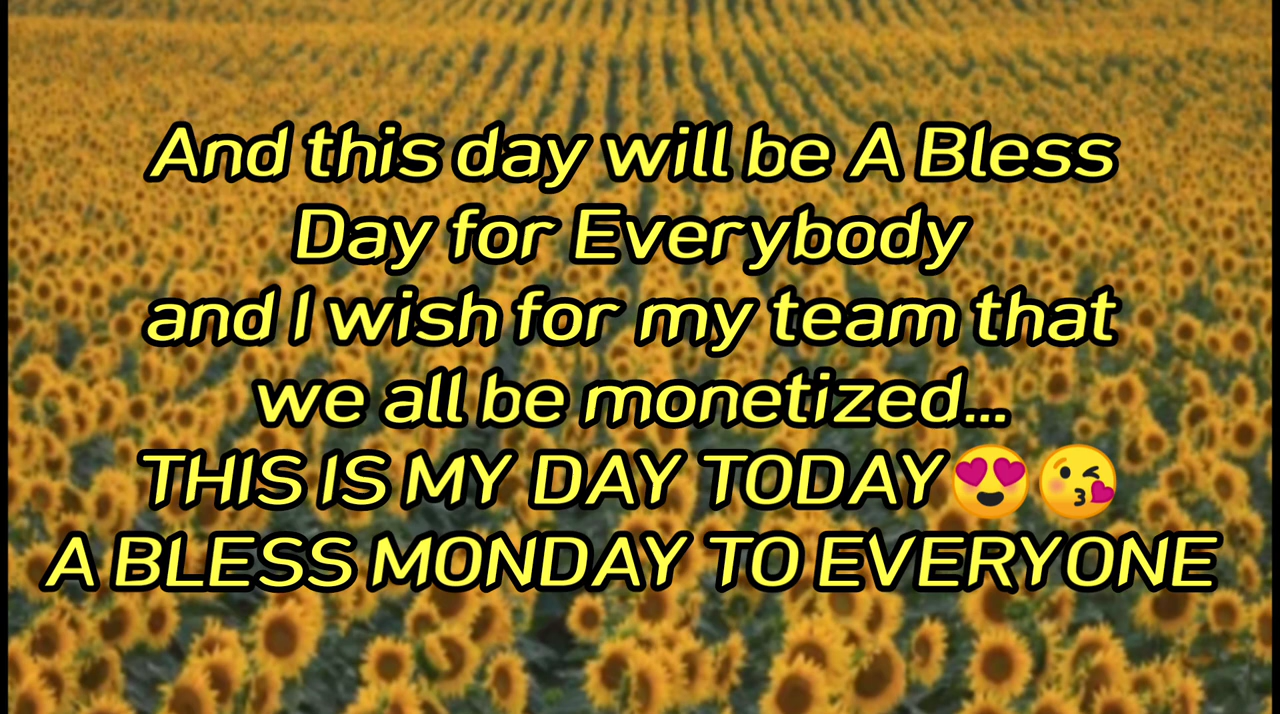 And this day will be A Bless
Day for Everybody
and I wish for my team that
we all be monetized...
THIS IS MY DAY TODAY😍😘
A BLESS MONDAY TO EVERYONE